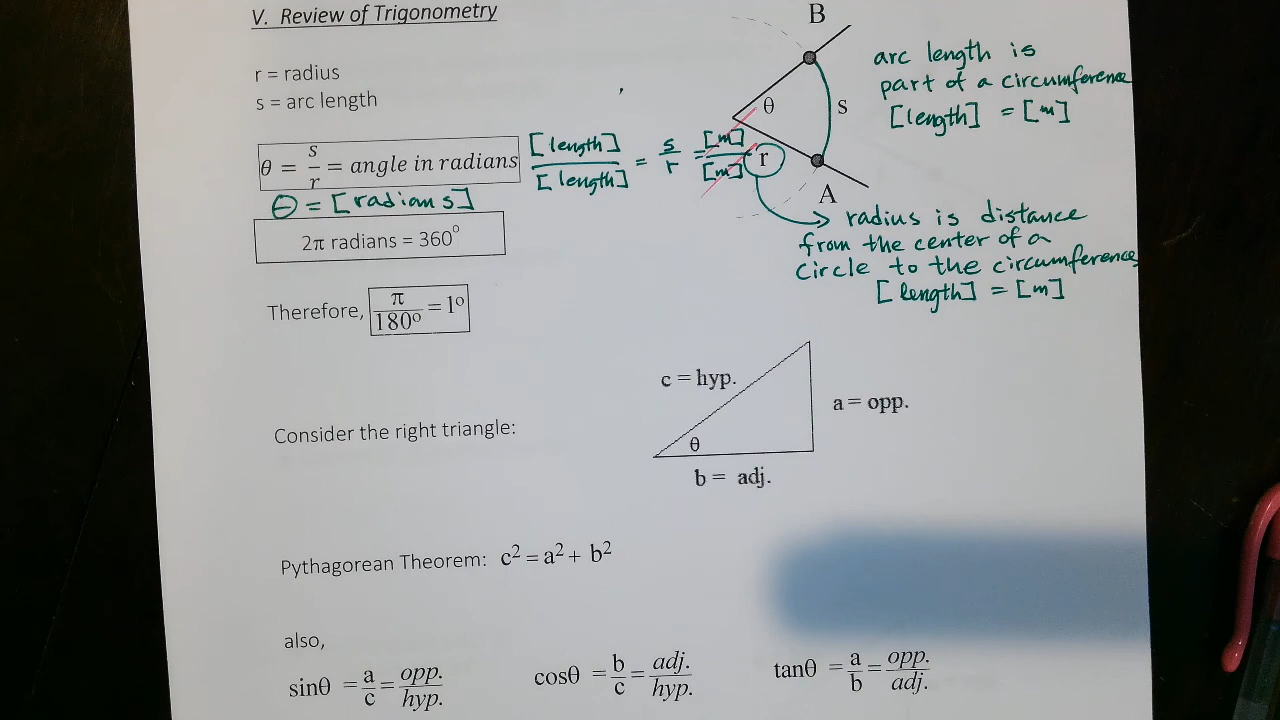 V. Review of Trigonometry
B
r = radius
s = arc length
θ
s
arc length is
part of a circumference
[length] = [m]
θ = s/r = angle in radians
[length]/[length] = s/r = [m]/[m]
r
A
θ = [radians]
2π radians = 360°
radius is distance
from the center of a
circle to the circumference
[length] = [m]
Therefore, π/180° = 1°
c = hyp.
a = opp.
Consider the right triangle:
θ
b = adj.
Pythagorean Theorem: c² = a² + b²
also,
sinθ = a/c = opp./hyp.
cosθ = b/c = adj./hyp.
tanθ = a/b = opp./adj.